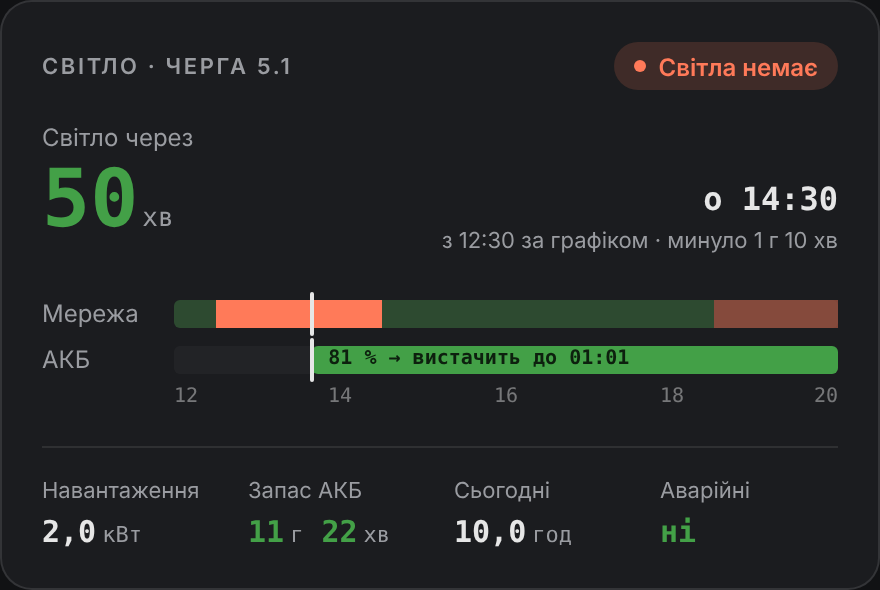 СВІТЛО · ЧЕРГА 5.1
Світла немає
Світло через
50 хв
о 14:30
з 12:30 за графіком · минуло 1 г 10 хв
Мережа
АКБ
81 % → вистачить до 01:01
12 14 16 18 20
Навантаження Запас АКБ Сьогодні Аварійні
2,0 кВт 11 г 22 хв 10,0 год ні